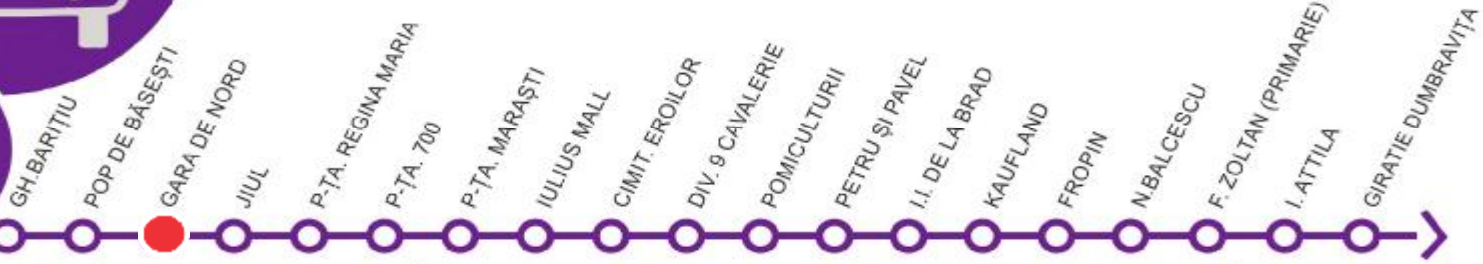 GH.BARIȚIU
POP DE BĂSEȘTI
GARA DE NORD
JIUL
P-ȚA. REGINA MARIA
P-ȚA. 700
P-ȚA. MARAȘTI
IULIUS MALL
CIMIT. EROILOR
DIV. 9 CAVALERIE
POMICULTURII
PETRU ȘI PAVEL
I.I. DE LA BRAD
KAUFLAND
FROPIN
N.BALCESCU
F. ZOLTAN (PRIMARIE)
I. ATTILA
GIRATIE DUMBRAVIȚA